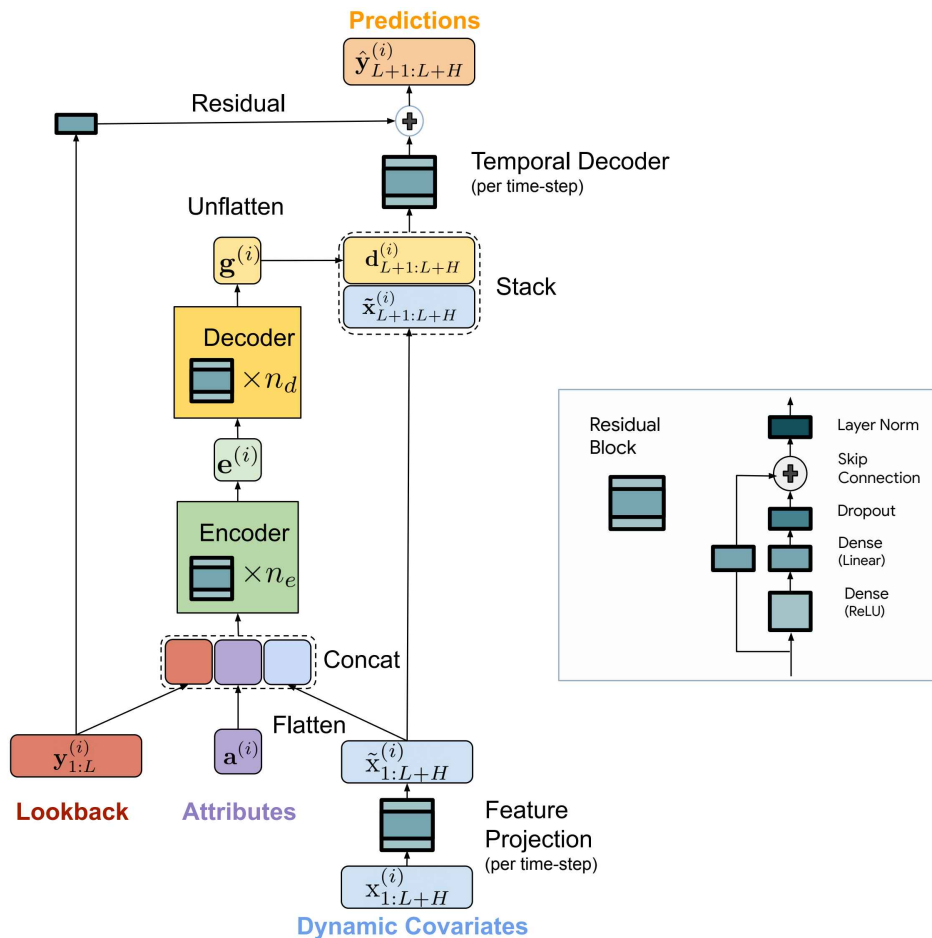 Predictions
ŷ^{(i)}_{L+1:L+H}
Residual
Temporal Decoder
(per time-step)
Unflatten
g^{(i)}
d^{(i)}_{L+1:L+H}
x̃^{(i)}_{L+1:L+H}
Stack
Decoder
×n_d
e^{(i)}
Encoder
×n_e
Concat
Flatten
y^{(i)}_{1:L}
a^{(i)}
x̃^{(i)}_{1:L+H}
Lookback
Attributes
Feature
Projection
(per time-step)
x^{(i)}_{1:L+H}
Dynamic Covariates
Residual
Block
Layer Norm
Skip
Connection
Dropout
Dense
(Linear)
Dense
(ReLU)